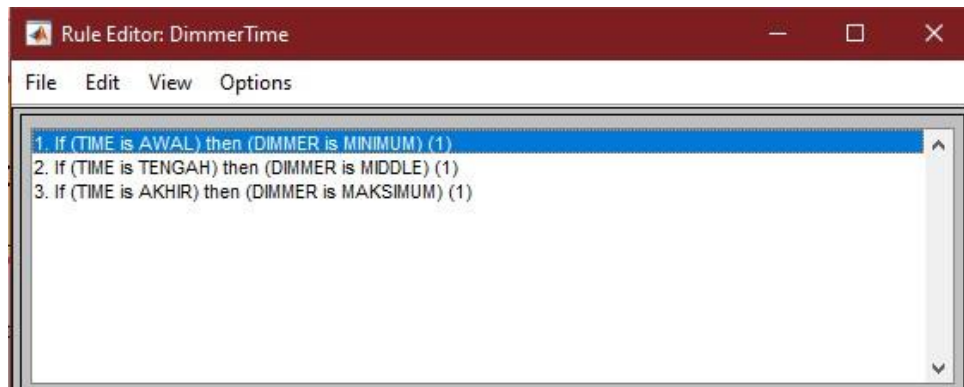 Rule Editor: DimmerTime
File Edit View Options
1. If (TIME is AWAL) then (DIMMER is MINIMUM) (1)
2. If (TIME is TENGAH) then (DIMMER is MIDDLE) (1)
3. If (TIME is AKHIR) then (DIMMER is MAKSIMUM) (1)